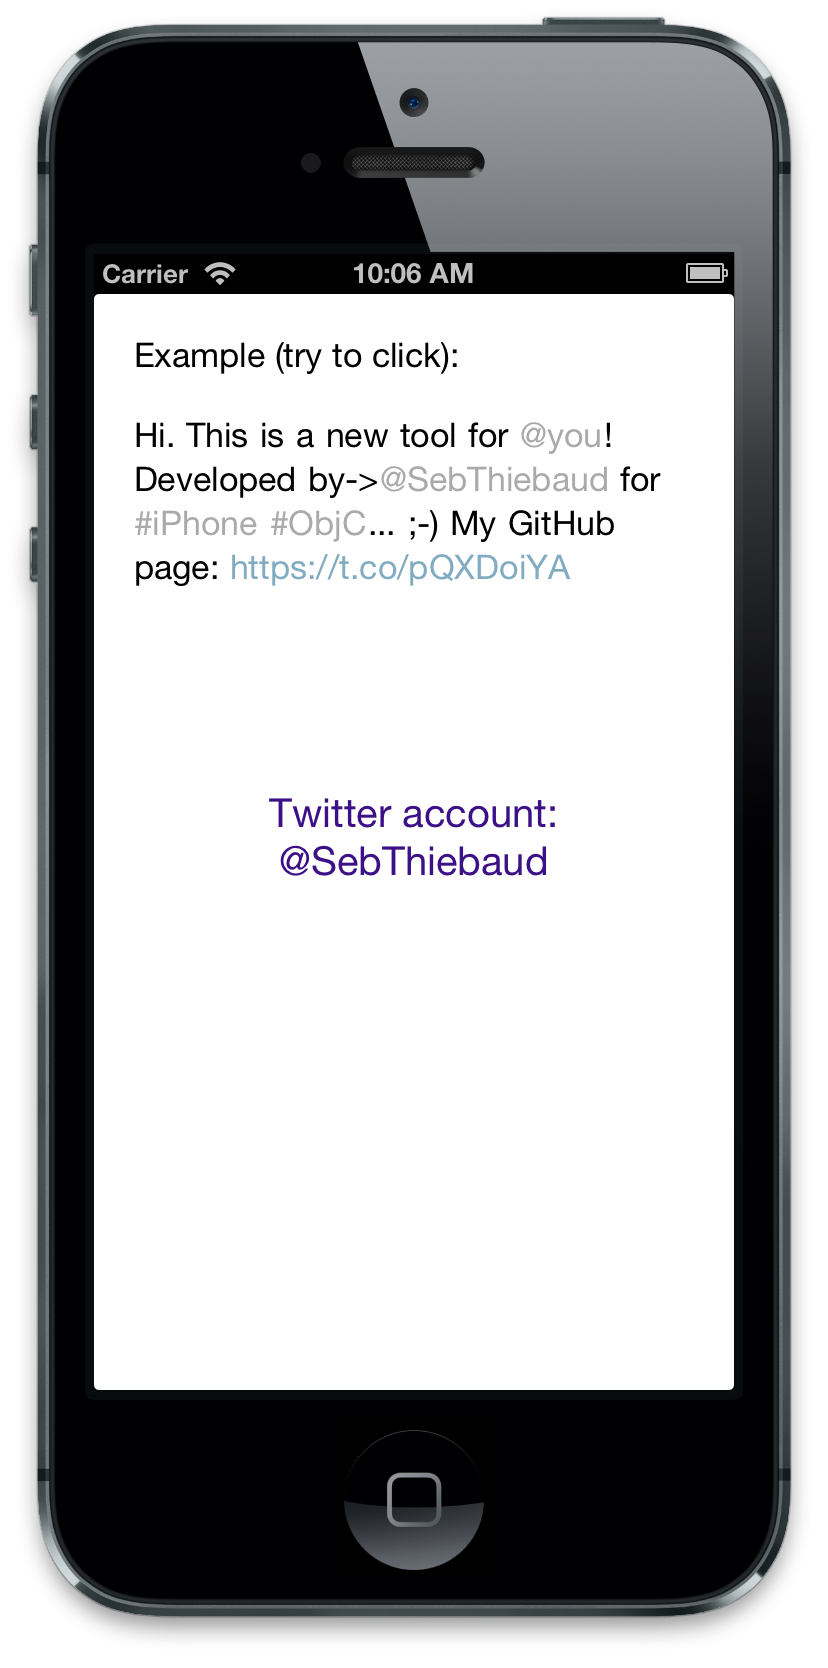 Carrier 10:06 AM
Example (try to click):
Hi. This is a new tool for @you!
Developed by->@SebThiebaud for
#iPhone #ObjC... ;-) My GitHub
page: https://t.co/pQXDoiYA
Twitter account:
@SebThiebaud